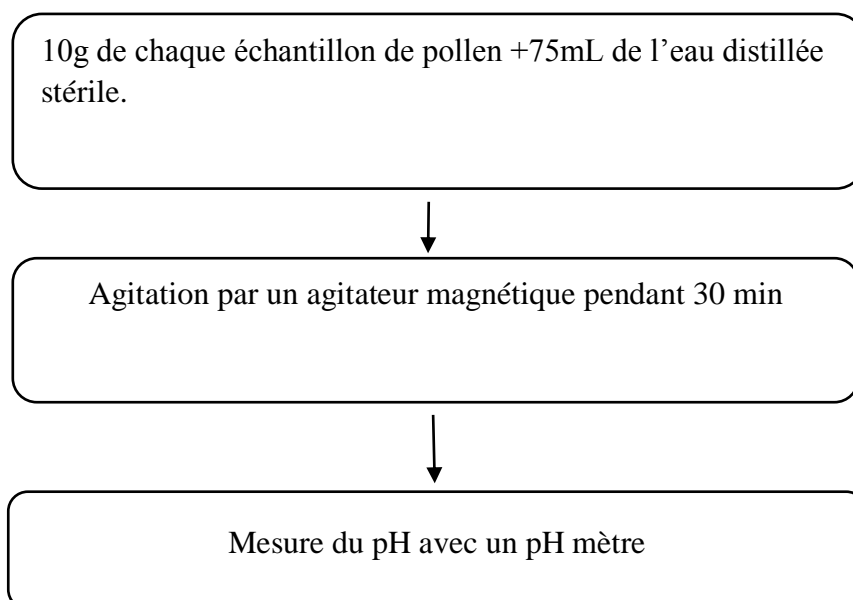 10g de chaque échantillon de pollen +75mL de l’eau distillée
stérile.
Agitation par un agitateur magnétique pendant 30 min
Mesure du pH avec un pH mètre